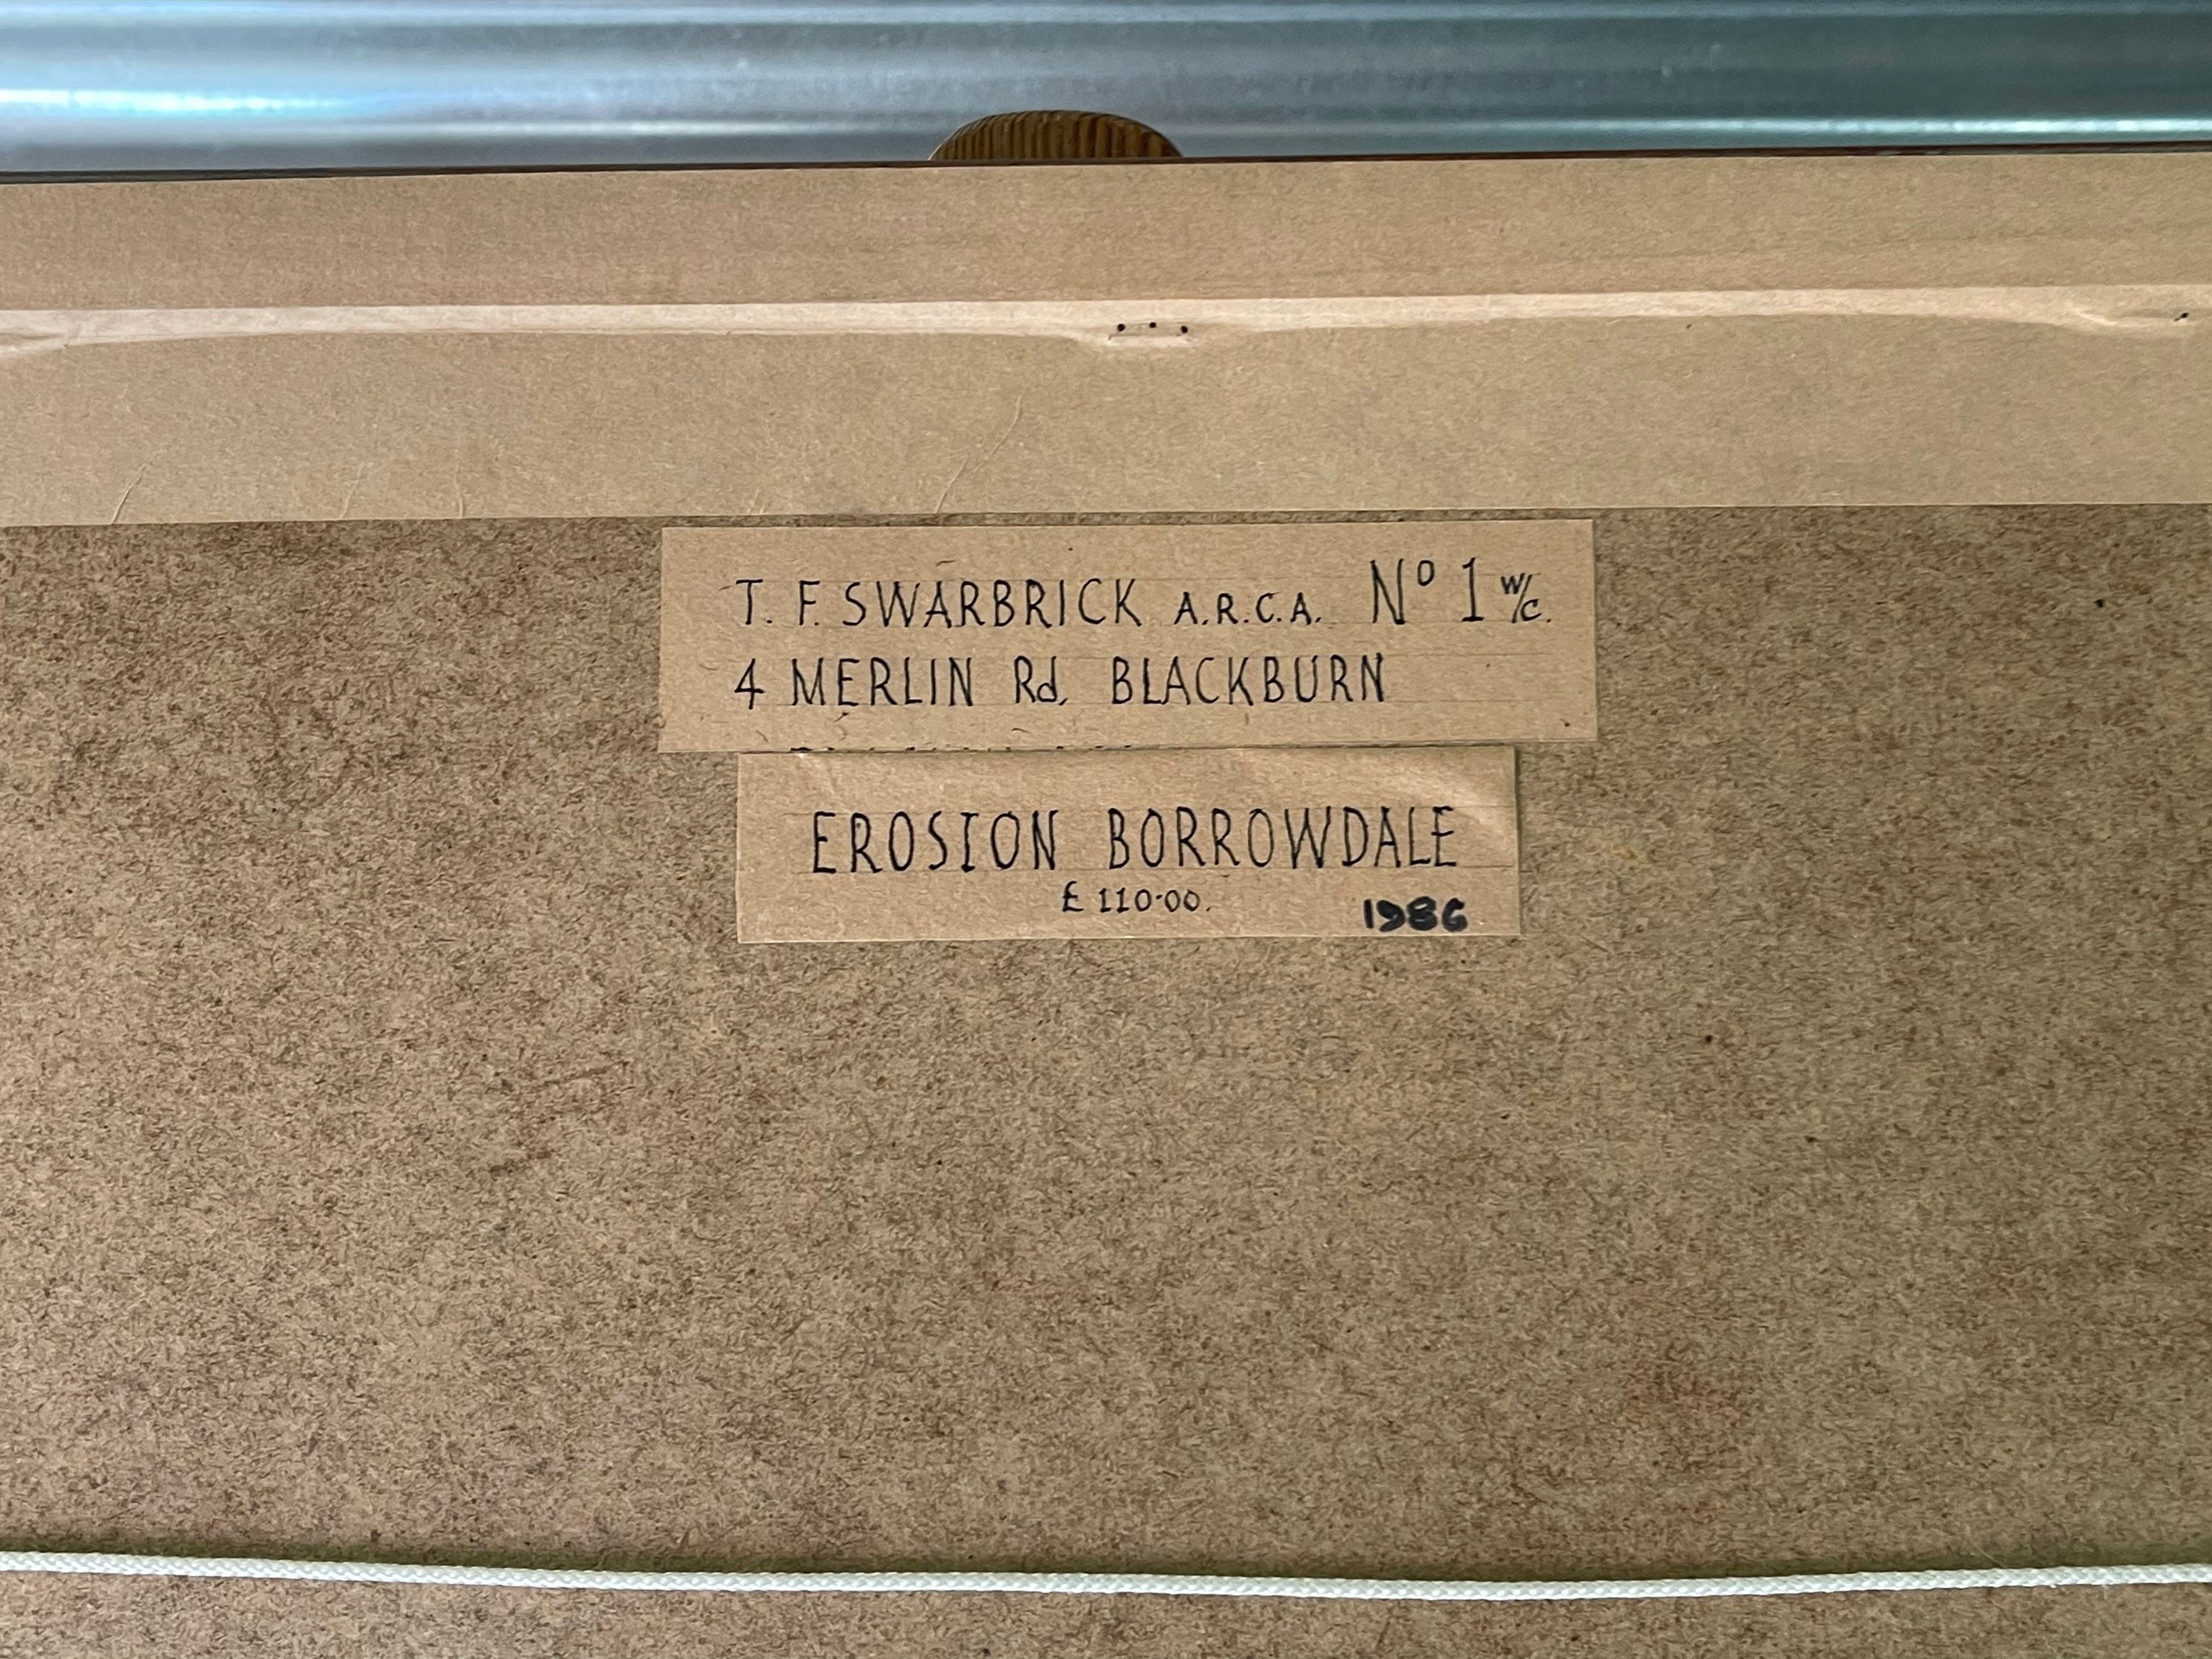 T. F. SWARBRICK A.R.C.A. Nº 1 W/C.
4 MERLIN Rd. BLACKBURN
EROSION BORROWDALE
£ 110·00.
1986